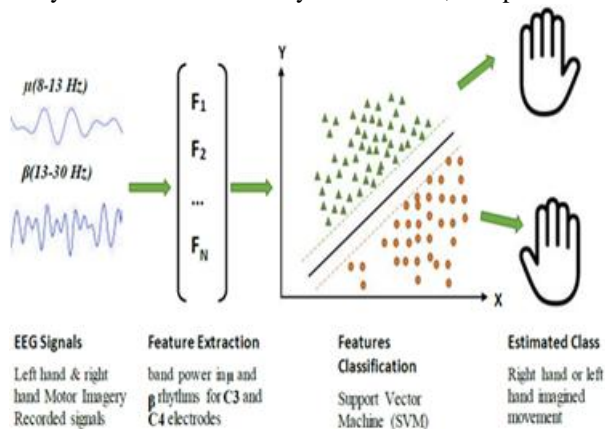 μ(8-13 Hz)
β(13-30 Hz)
F1
F2
...
FN
Y
X
EEG Signals
Left hand & right
hand Motor Imagery
Recorded signals
Feature Extraction
band power in μ and
β rhythms for C3 and
C4 electrodes
Features
Classification
Support Vector
Machine (SVM)
Estimated Class
Right hand or left
hand imagined
movement